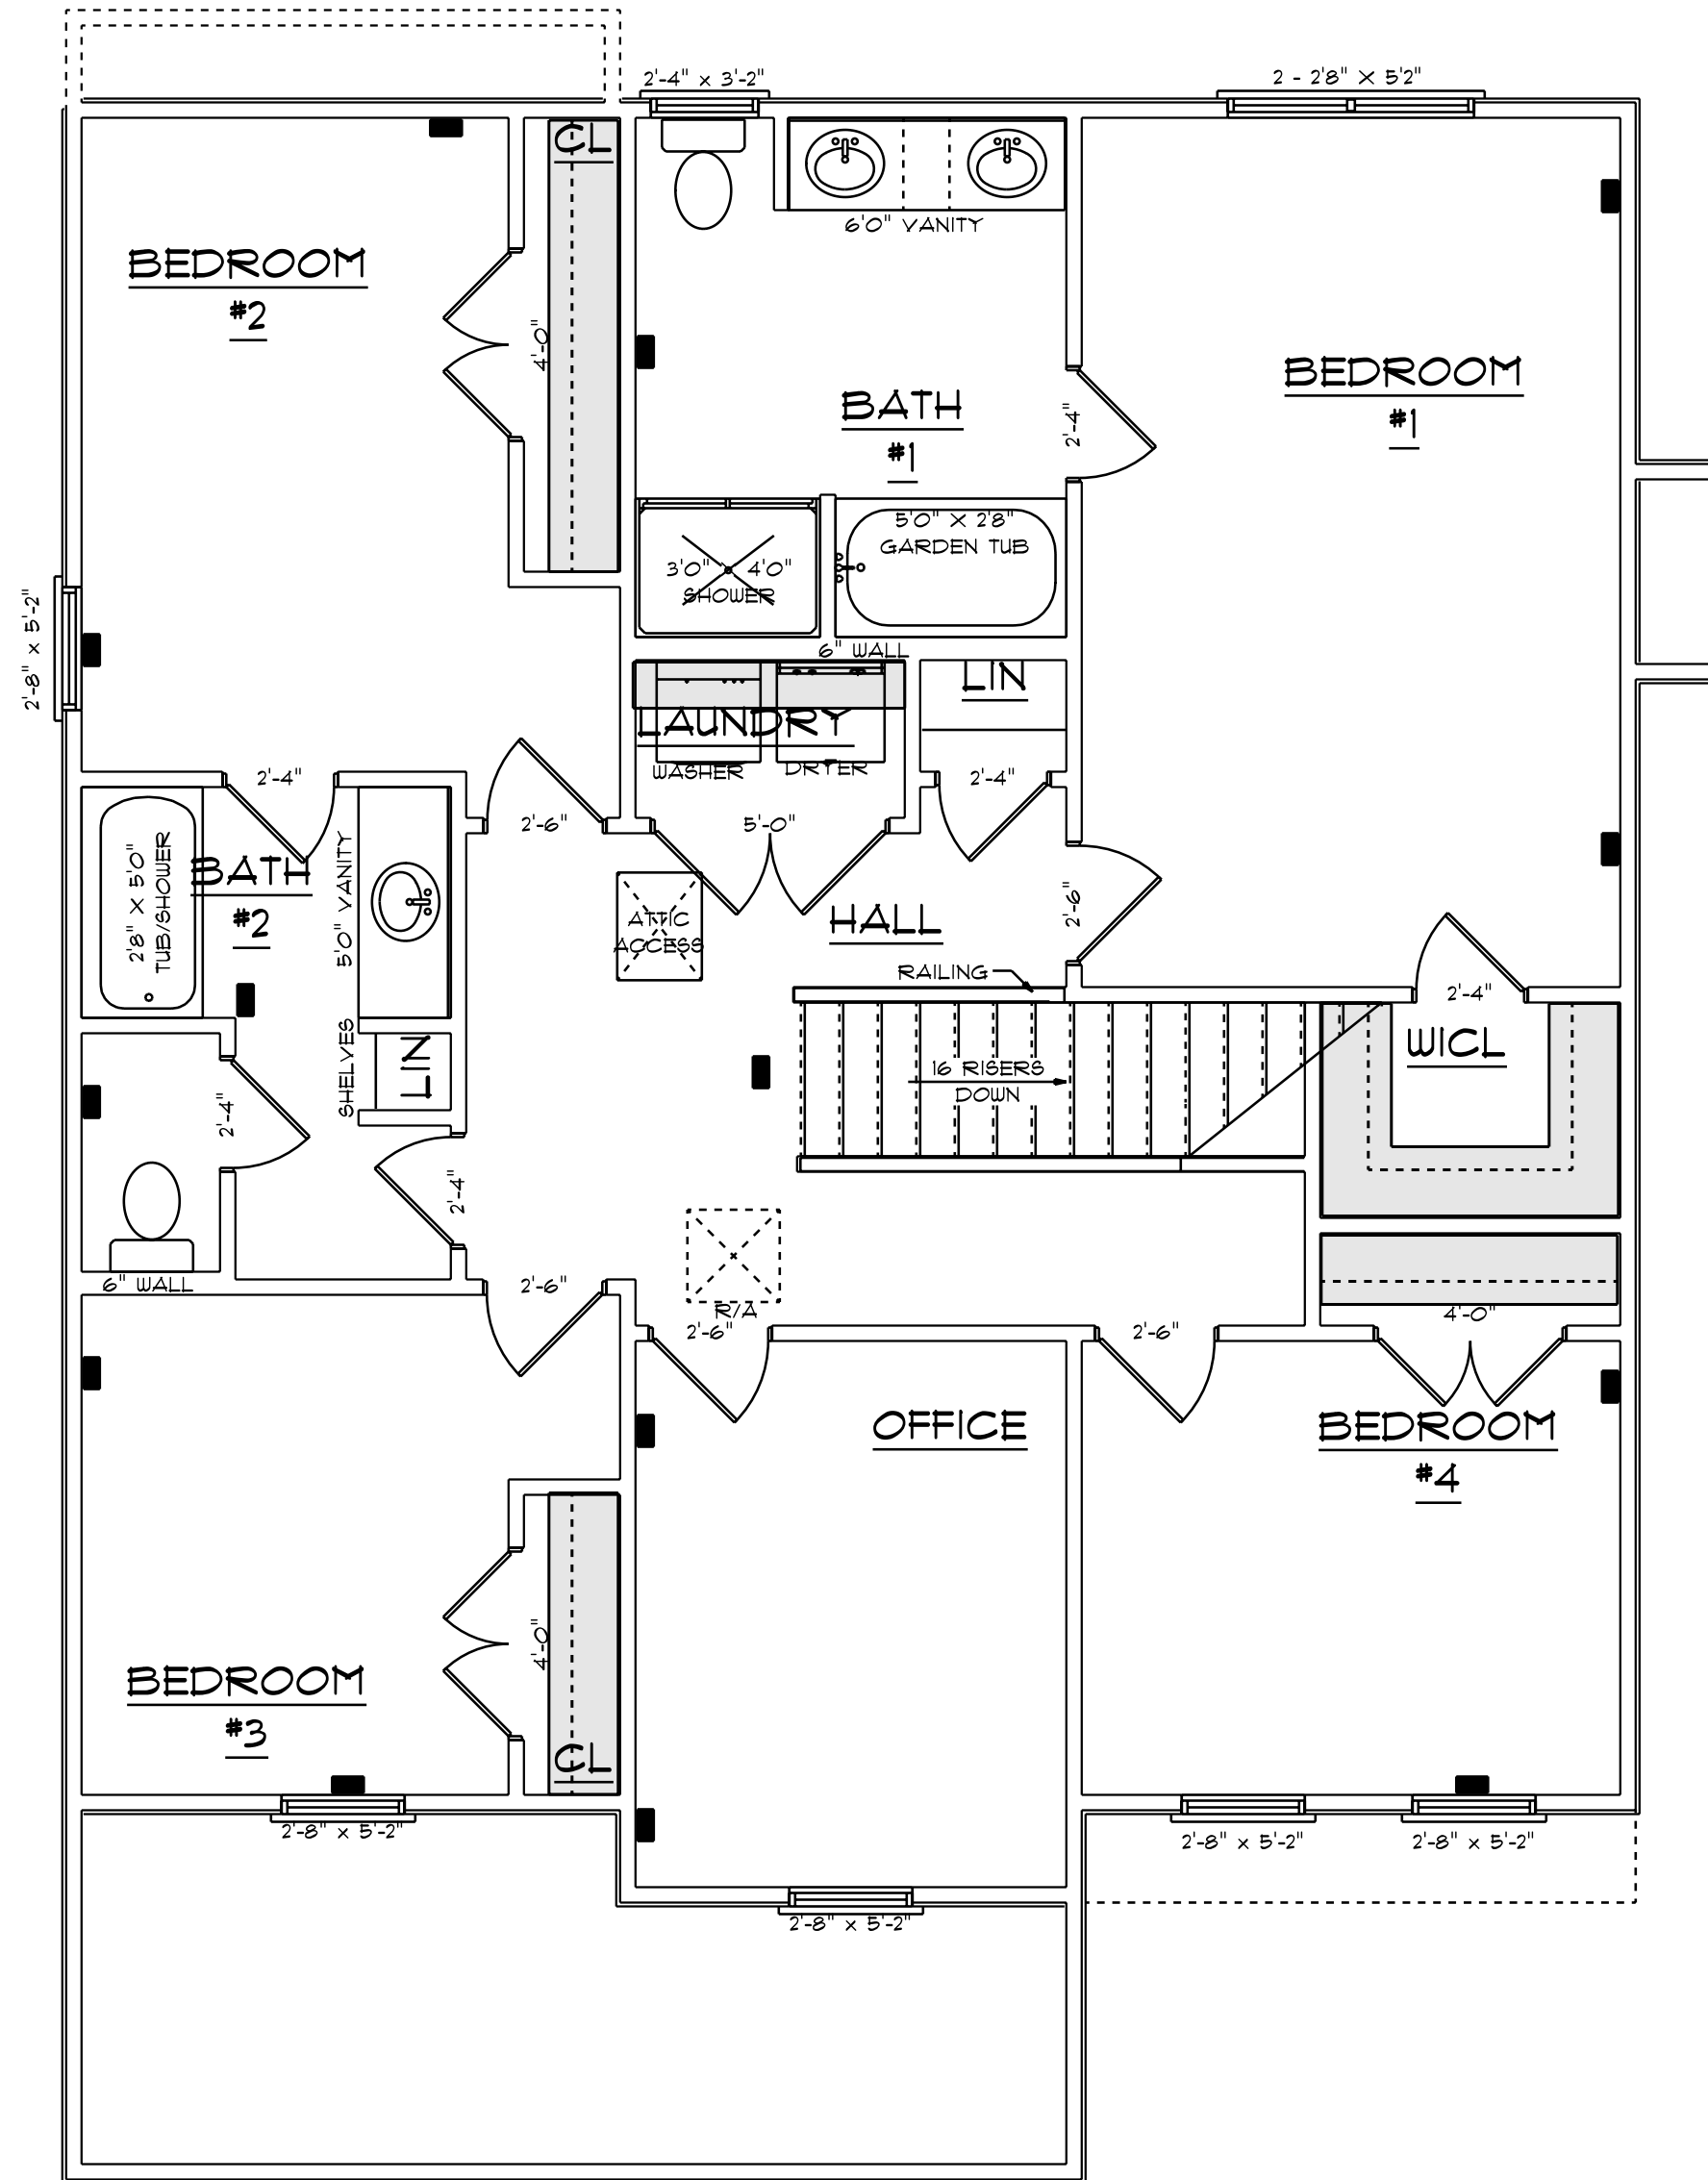 2'-4" x 3'-2"
2 - 2'8" X 5'2"
CL
6'0" VANITY
BEDROOM
#2
4'-0"
BEDROOM
#1
BATH
#1
2'-4"
5'0" X 2'8"
GARDEN TUB
3'0" 4'0"
SHOWER
2'-8" x 5'-2"
6" WALL
LIN
LAUNDRY
WASHER
DRYER
2'-4"
2'-4"
2'-6"
5'-0"
2'8" X 5'0"
TUB/SHOWER
BATH
#2
5'0" VANITY
ATTIC
ACCESS
HALL
2'-6"
RAILING
2'-4"
WICL
SHELVES
LIN
16 RISERS
DOWN
2'-4"
2'-4"
6" WALL
2'-6"
R/A
2'-6"
2'-6"
4'-0"
OFFICE
BEDROOM
#4
4'-0"
BEDROOM
#3
CL
2'-8" x 5'-2"
2'-8" x 5'-2"
2'-8" x 5'-2"
2'-8" x 5'-2"